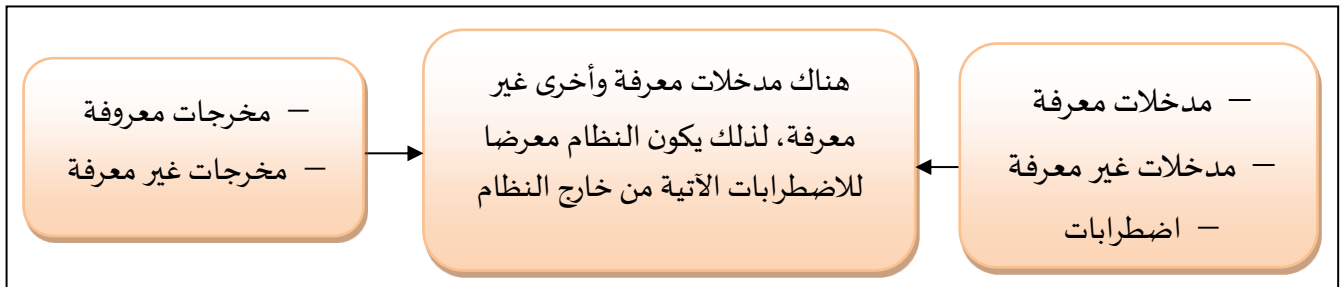 – مدخلات معرفة
– مدخلات غير معرفة
– اضطرابات
هناك مدخلات معرفة وأخرى غير
معرفة، لذلك يكون النظام معرضا
للاضطرابات الآتية من خارج النظام
– مخرجات معروفة
– مخرجات غير معرفة